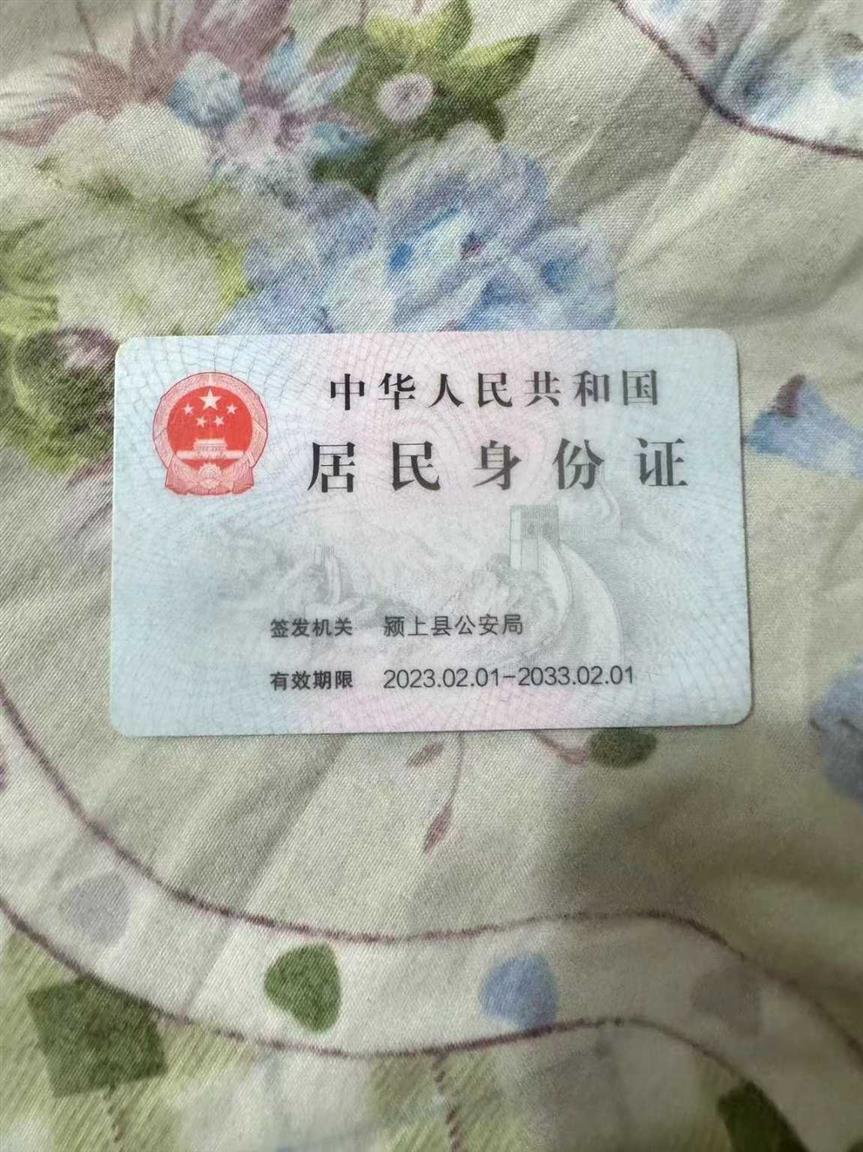 中华人民共和国
居民身份证
签发机关 颍上县公安局
有效期限 2023.02.01-2033.02.01